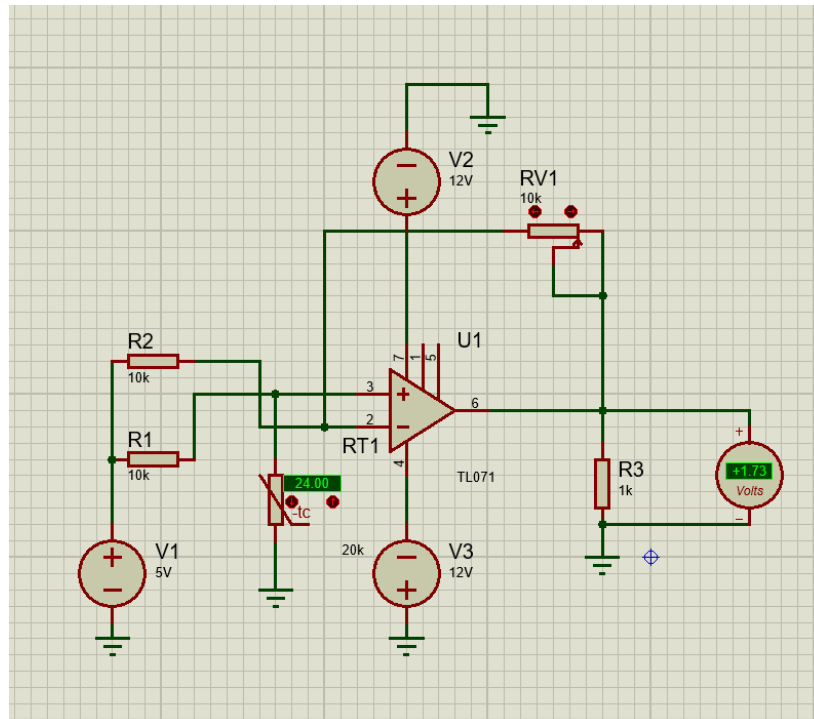 V2
12V
RV1
10k
U1
7
1
5
R2
10k
3
2
6
R1
10k
RT1
4
TL071
24.00
-tc
R3
1k
+
+1.73
Volts
−
V1
5V
20k
V3
12V